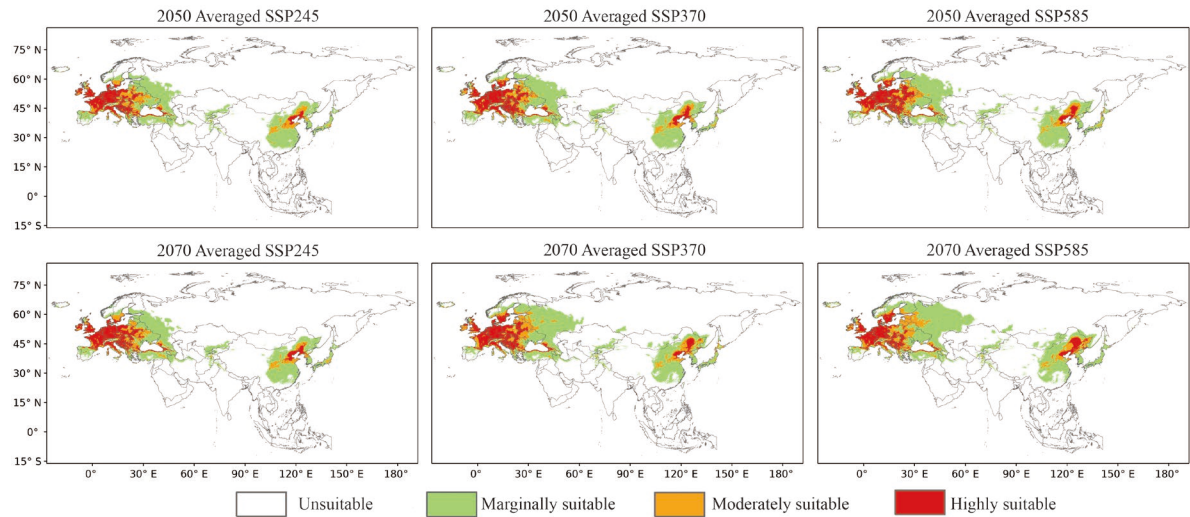 2050 Averaged SSP245
2050 Averaged SSP370
2050 Averaged SSP585
75° N
60° N
45° N
30° N
15° N
0°
15° S
2070 Averaged SSP245
2070 Averaged SSP370
2070 Averaged SSP585
75° N
60° N
45° N
30° N
15° N
0°
15° S
0° 30° E 60° E 90° E 120° E 150° E 180° E
0° 30° E 60° E 90° E 120° E 150° E 180° E
0° 30° E 60° E 90° E 120° E 150° E 180° E
Unsuitable Marginally suitable Moderately suitable Highly suitable